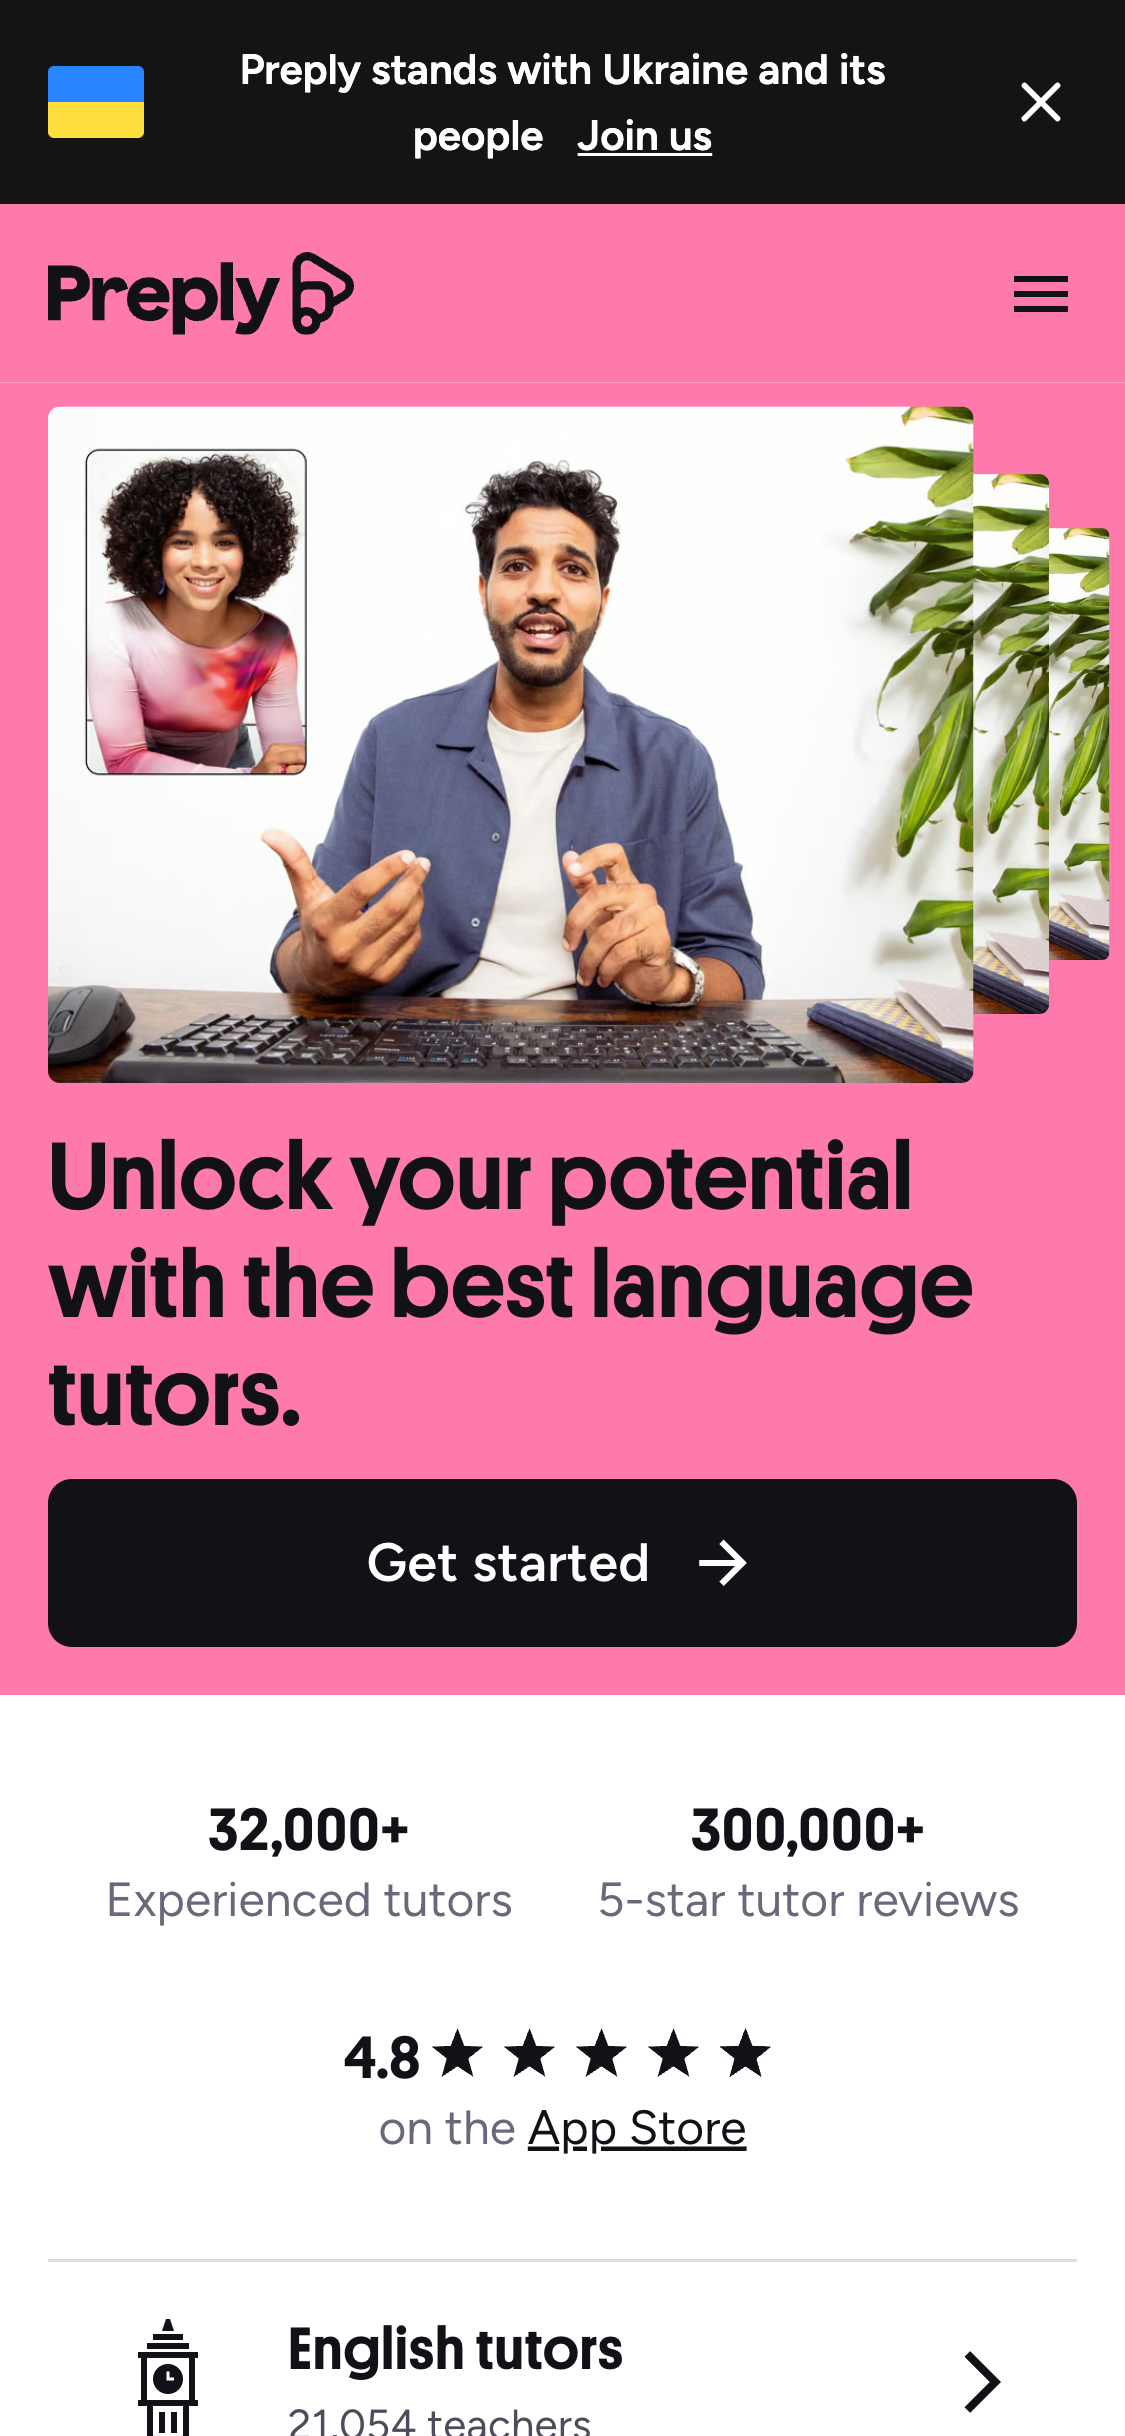 Preply stands with Ukraine and its
people Join us
Preply
Unlock your potential
with the best language
tutors.
Get started
32,000+
Experienced tutors
300,000+
5-star tutor reviews
4.8
on the App Store
English tutors
21,054 teachers